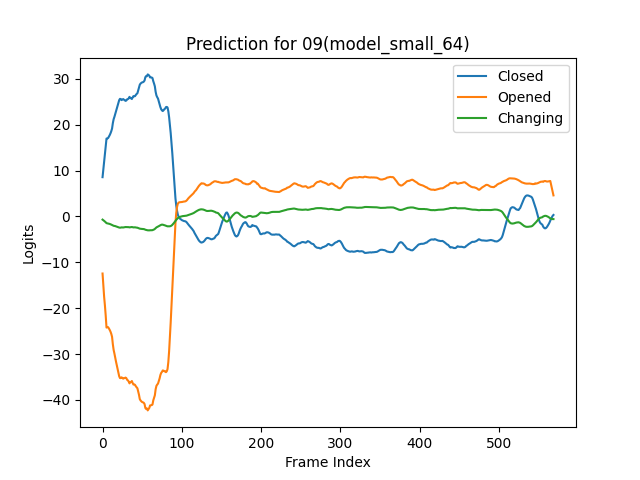 Prediction for 09(model_small_64)
Closed
Opened
Changing
30
20
10
0
−10
−20
−30
−40
Logits
0 100 200 300 400 500
Frame Index